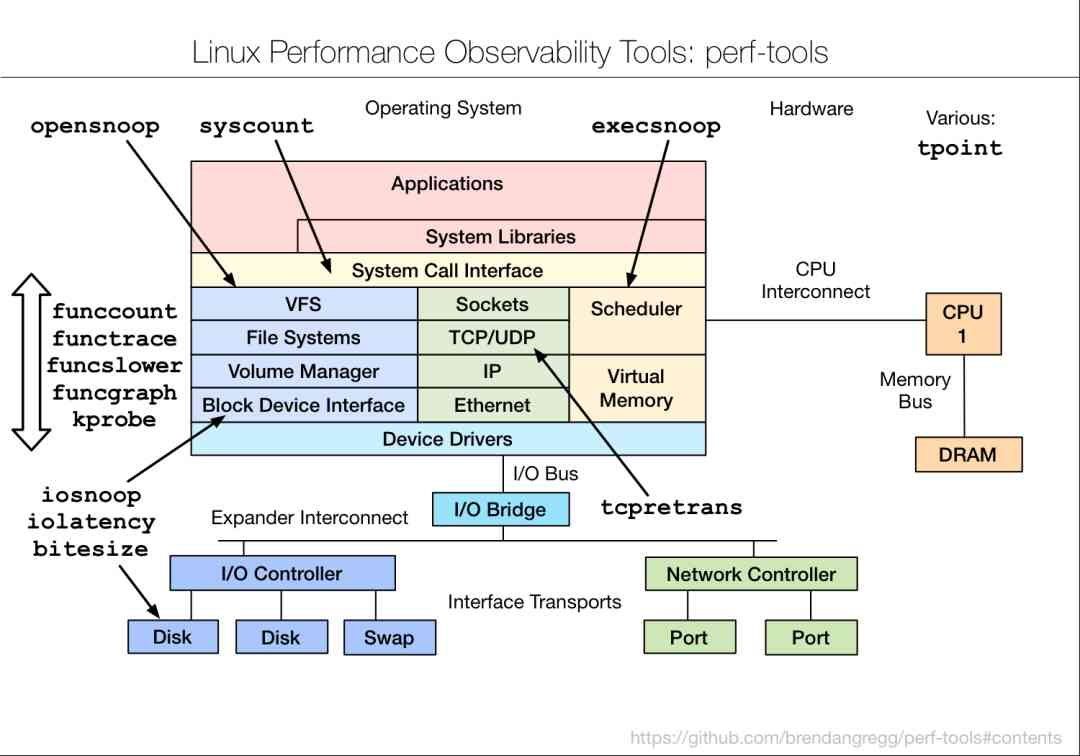 Linux Performance Observability Tools: perf-tools
Operating System
Hardware
Various:
tpoint
opensnoop
syscount
execsnoop
Applications
System Libraries
System Call Interface
VFS
Sockets
Scheduler
File Systems
TCP/UDP
Volume Manager
IP
Virtual
Memory
Block Device Interface
Ethernet
Device Drivers
funccount
functrace
funcslower
funcgraph
kprobe
CPU
Interconnect
CPU
1
Memory
Bus
DRAM
I/O Bus
I/O Bridge
tcpretrans
iosnoop
iolatency
bitesize
Expander Interconnect
I/O Controller
Network Controller
Interface Transports
Disk
Disk
Swap
Port
Port
https://github.com/brendangregg/perf-tools#contents